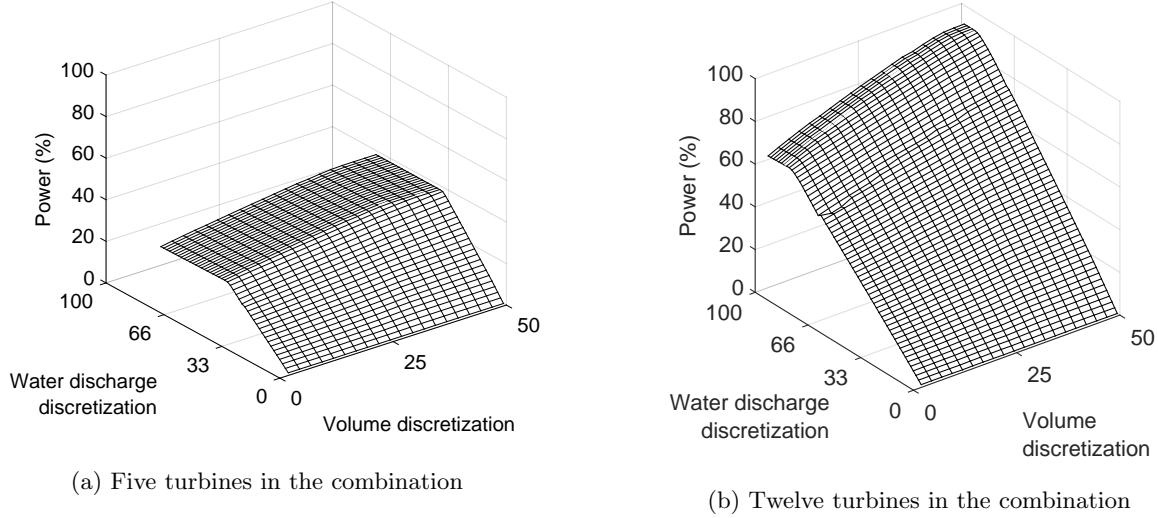 100
80
60
40
20
0
Power (%)
100
66
33
0
Water discharge
discretization
0
25
50
Volume discretization
(a) Five turbines in the combination
100
80
60
40
20
0
Power (%)
100
66
33
0
Water discharge
discretization
0
25
50
Volume
discretization
(b) Twelve turbines in the combination